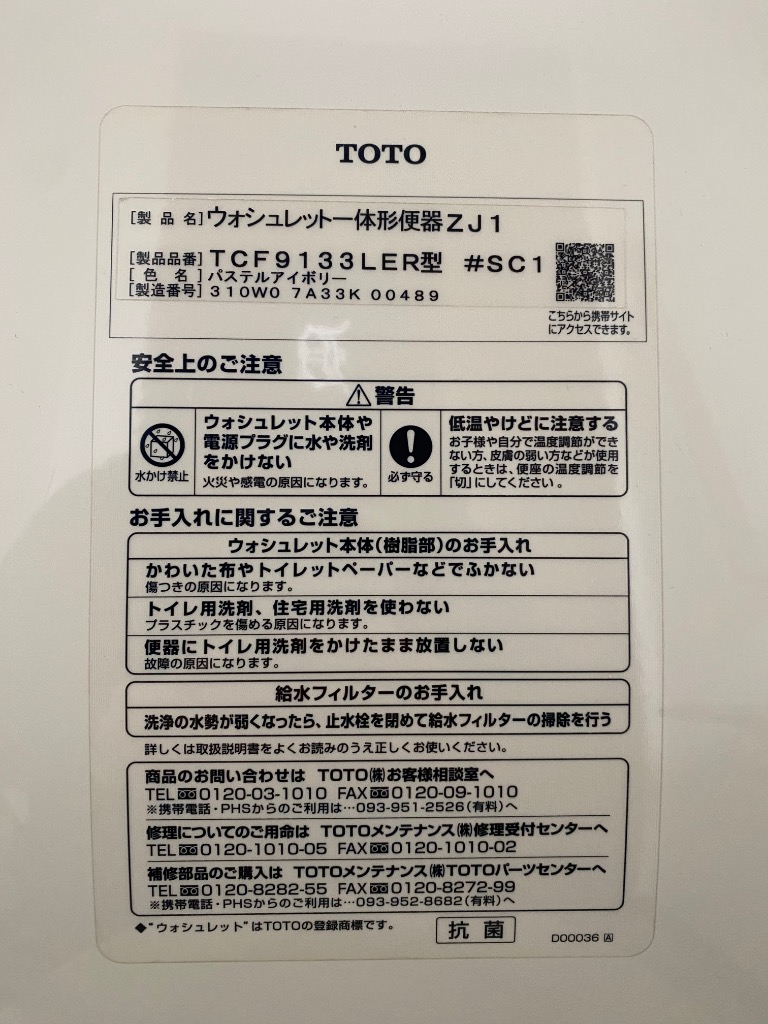 TOTO
[製品名]ウォシュレット一体形便器ZJ1
[製品品番]TCF9133LER型 #SC1
[色名]パステルアイボリー
[製造番号]310W0 7A33K 00489
こちらから携帯サイト
にアクセスできます。
安全上のご注意
⚠警告
水かけ禁止
ウォシュレット本体や
電源プラグに水や洗剤
をかけない
火災や感電の原因になります。
必ず守る
低温やけどに注意する
お子様や自分で温度調節ができ
ない方、皮膚の弱い方などが使用
するときは、便座の温度調節を
「切」にしてください。
お手入れに関するご注意
ウォシュレット本体(樹脂部)のお手入れ
かわいた布やトイレットペーパーなどでふかない
傷つきの原因になります。
トイレ用洗剤、住宅用洗剤を使わない
プラスチックを傷める原因になります。
便器にトイレ用洗剤をかけたまま放置しない
故障の原因になります。
給水フィルターのお手入れ
洗浄の水勢が弱くなったら、止水栓を閉めて給水フィルターの掃除を行う
詳しくは取扱説明書をよくお読みのうえ正しくお使いください。
商品のお問い合わせは TOTO(株)お客様相談室へ
TEL 0120-03-1010 FAX 0120-09-1010
※携帯電話・PHSからのご利用は…093-951-2526(有料)へ
修理についてのご用命は TOTOメンテナンス(株)修理受付センターへ
TEL 0120-1010-05 FAX 0120-1010-02
補修部品のご購入は TOTOメンテナンス(株)TOTOパーツセンターへ
TEL 0120-8282-55 FAX 0120-8272-99
※携帯電話・PHSからのご利用は…093-952-8682(有料)へ
◆"ウォシュレット"はTOTOの登録商標です。
抗菌
D00036 A